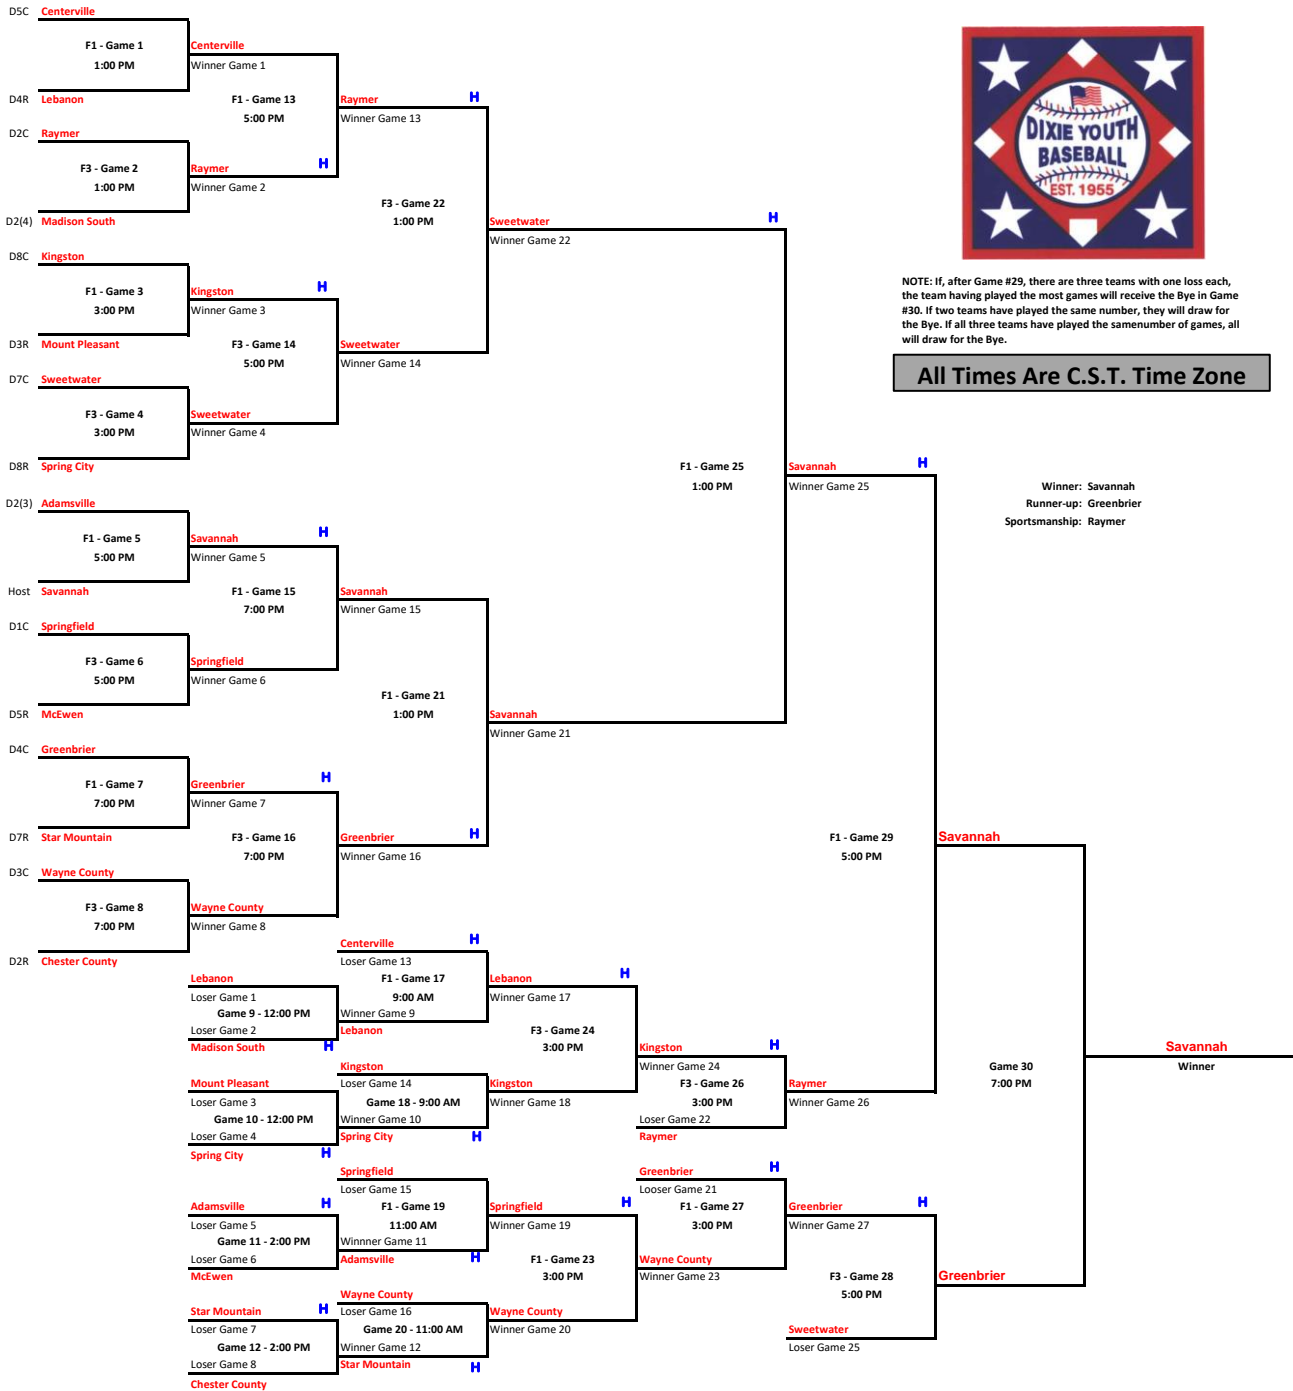 D5C Centerville
F1 - Game 1
1:00 PM
Centerville
Winner Game 1
D4R Lebanon
F1 - Game 13
5:00 PM
Raymer H
Winner Game 13
D2C Raymer
F3 - Game 2
1:00 PM
Raymer H
Winner Game 2
D2(4) Madison South
F3 - Game 22
1:00 PM
Sweetwater H
Winner Game 22
D8C Kingston
F1 - Game 3
3:00 PM
Kingston H
Winner Game 3
D3R Mount Pleasant
F3 - Game 14
5:00 PM
Sweetwater
Winner Game 14
D7C Sweetwater
F3 - Game 4
3:00 PM
Sweetwater
Winner Game 4
D8R Spring City
DIXIE YOUTH
BASEBALL
EST. 1955
NOTE: If, after Game #29, there are three teams with one loss each,
the team having played the most games will receive the Bye in Game
#30. If two teams have played the same number, they will draw for
the Bye. If all three teams have played the samenumber of games, all
will draw for the Bye.
All Times Are C.S.T. Time Zone
F1 - Game 25
1:00 PM
Savannah H
Winner Game 25
Winner: Savannah
Runner-up: Greenbrier
Sportsmanship: Raymer
D2(3) Adamsville
F1 - Game 5
5:00 PM
Savannah H
Winner Game 5
Host Savannah
F1 - Game 15
7:00 PM
Savannah
Winner Game 15
D1C Springfield
F3 - Game 6
5:00 PM
Springfield
Winner Game 6
D5R McEwen
F1 - Game 21
1:00 PM
Savannah
Winner Game 21
D4C Greenbrier
F1 - Game 7
7:00 PM
Greenbrier H
Winner Game 7
D7R Star Mountain
F3 - Game 16
7:00 PM
Greenbrier H
Winner Game 16
F1 - Game 29
5:00 PM
Savannah
D3C Wayne County
F3 - Game 8
7:00 PM
Wayne County
Winner Game 8
D2R Chester County
Centerville H
Loser Game 13
F1 - Game 17
9:00 AM
Lebanon
Loser Game 1
Game 9 - 12:00 PM
Loser Game 2
Madison South H
Winner Game 9
Lebanon
Lebanon H
Winner Game 17
F3 - Game 24
3:00 PM
Kingston
Loser Game 14
Game 18 - 9:00 AM
Winner Game 10
Spring City H
Mount Pleasant
Loser Game 3
Game 10 - 12:00 PM
Loser Game 4
Spring City H
Kingston
Winner Game 18
Kingston H
Winner Game 24
F3 - Game 26
3:00 PM
Loser Game 22
Raymer
Raymer
Winner Game 26
Game 30
7:00 PM
Savannah
Winner
Springfield
Loser Game 15
F1 - Game 19
11:00 AM
Winnner Game 11
Adamsville H
Adamsville H
Loser Game 5
Game 11 - 2:00 PM
Loser Game 6
McEwen
Springfield H
Winner Game 19
F1 - Game 23
3:00 PM
Greenbrier H
Looser Game 21
F1 - Game 27
3:00 PM
Wayne County
Winner Game 23
Greenbrier H
Winner Game 27
F3 - Game 28
5:00 PM
Greenbrier
Sweetwater
Loser Game 25
Wayne County
Loser Game 16
Game 20 - 11:00 AM
Winner Game 12
Star Mountain H
Star Mountain H
Loser Game 7
Game 12 - 2:00 PM
Loser Game 8
Chester County
Wayne County
Winner Game 20